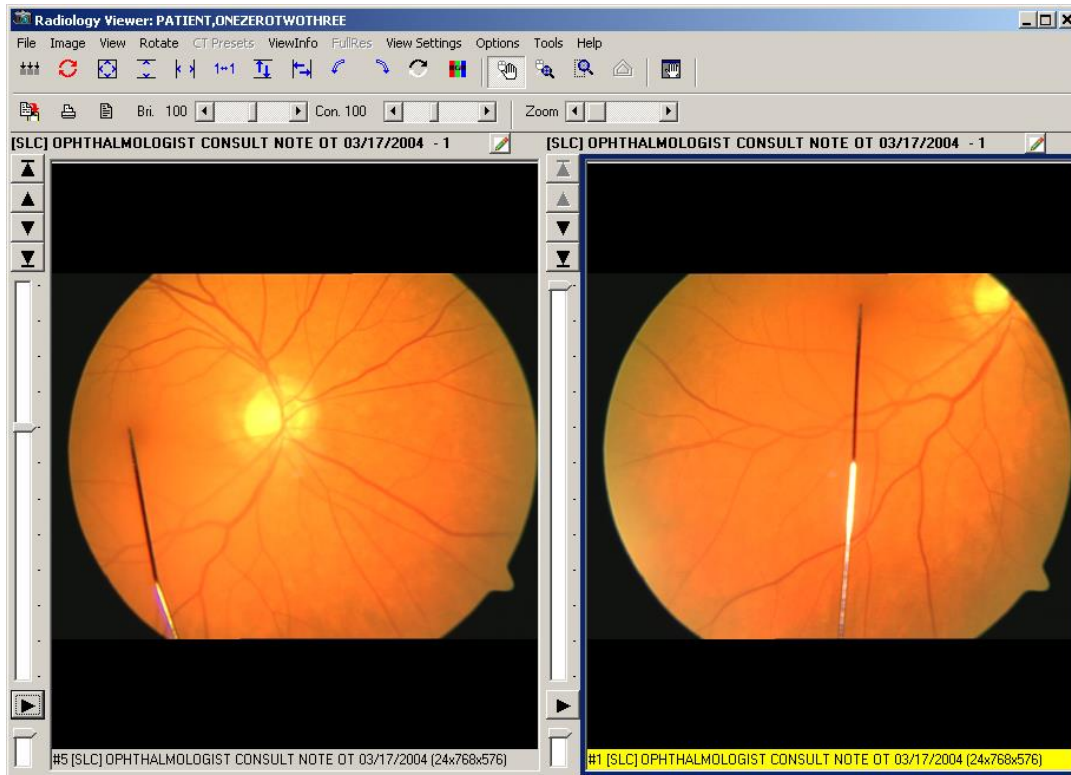 Radiology Viewer: PATIENT,ONEZEROTWOTHREE
File Image View Rotate CT Presets ViewInfo FullRes View Settings Options Tools Help
1↔1
Bri. 100 Con. 100 Zoom
[SLC] OPHTHALMOLOGIST CONSULT NOTE OT 03/17/2004 - 1
[SLC] OPHTHALMOLOGIST CONSULT NOTE OT 03/17/2004 - 1
#5 [SLC] OPHTHALMOLOGIST CONSULT NOTE OT 03/17/2004 (24x768x576)
#1 [SLC] OPHTHALMOLOGIST CONSULT NOTE OT 03/17/2004 (24x768x576)